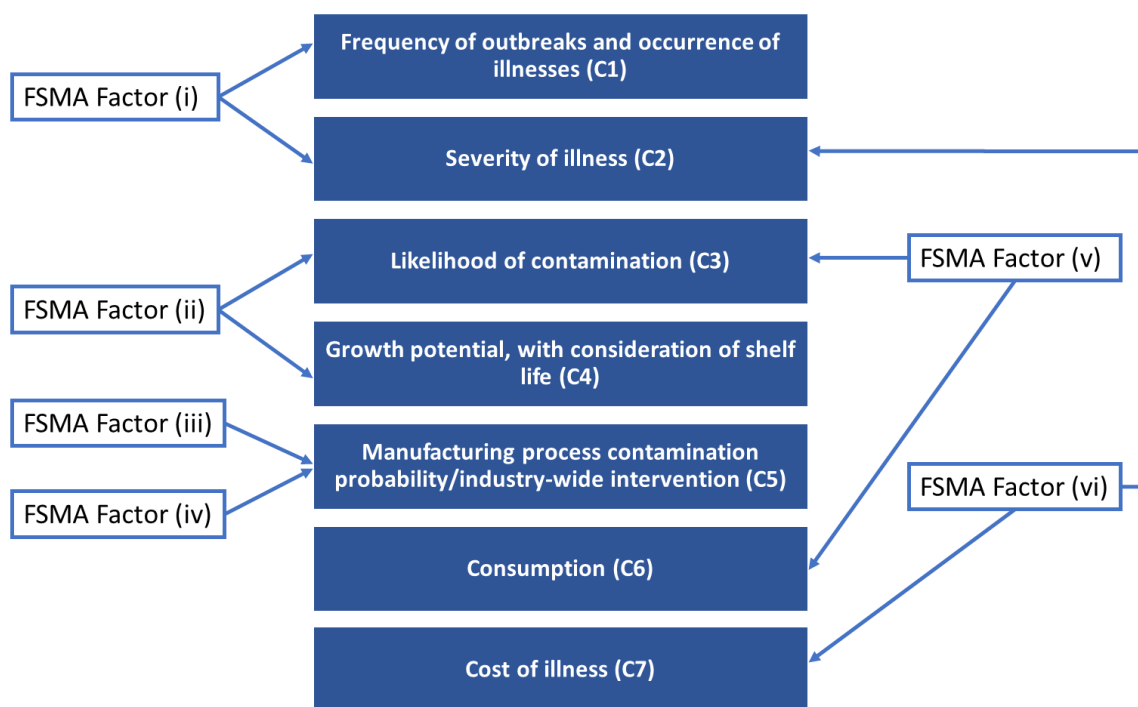 Frequency of outbreaks and occurrence of
illnesses (C1)
FSMA Factor (i)
Severity of illness (C2)
Likelihood of contamination (C3)
FSMA Factor (v)
FSMA Factor (ii)
Growth potential, with consideration of shelf
life (C4)
FSMA Factor (iii)
Manufacturing process contamination
probability/industry-wide intervention (C5)
FSMA Factor (iv)
FSMA Factor (vi)
Consumption (C6)
Cost of illness (C7)